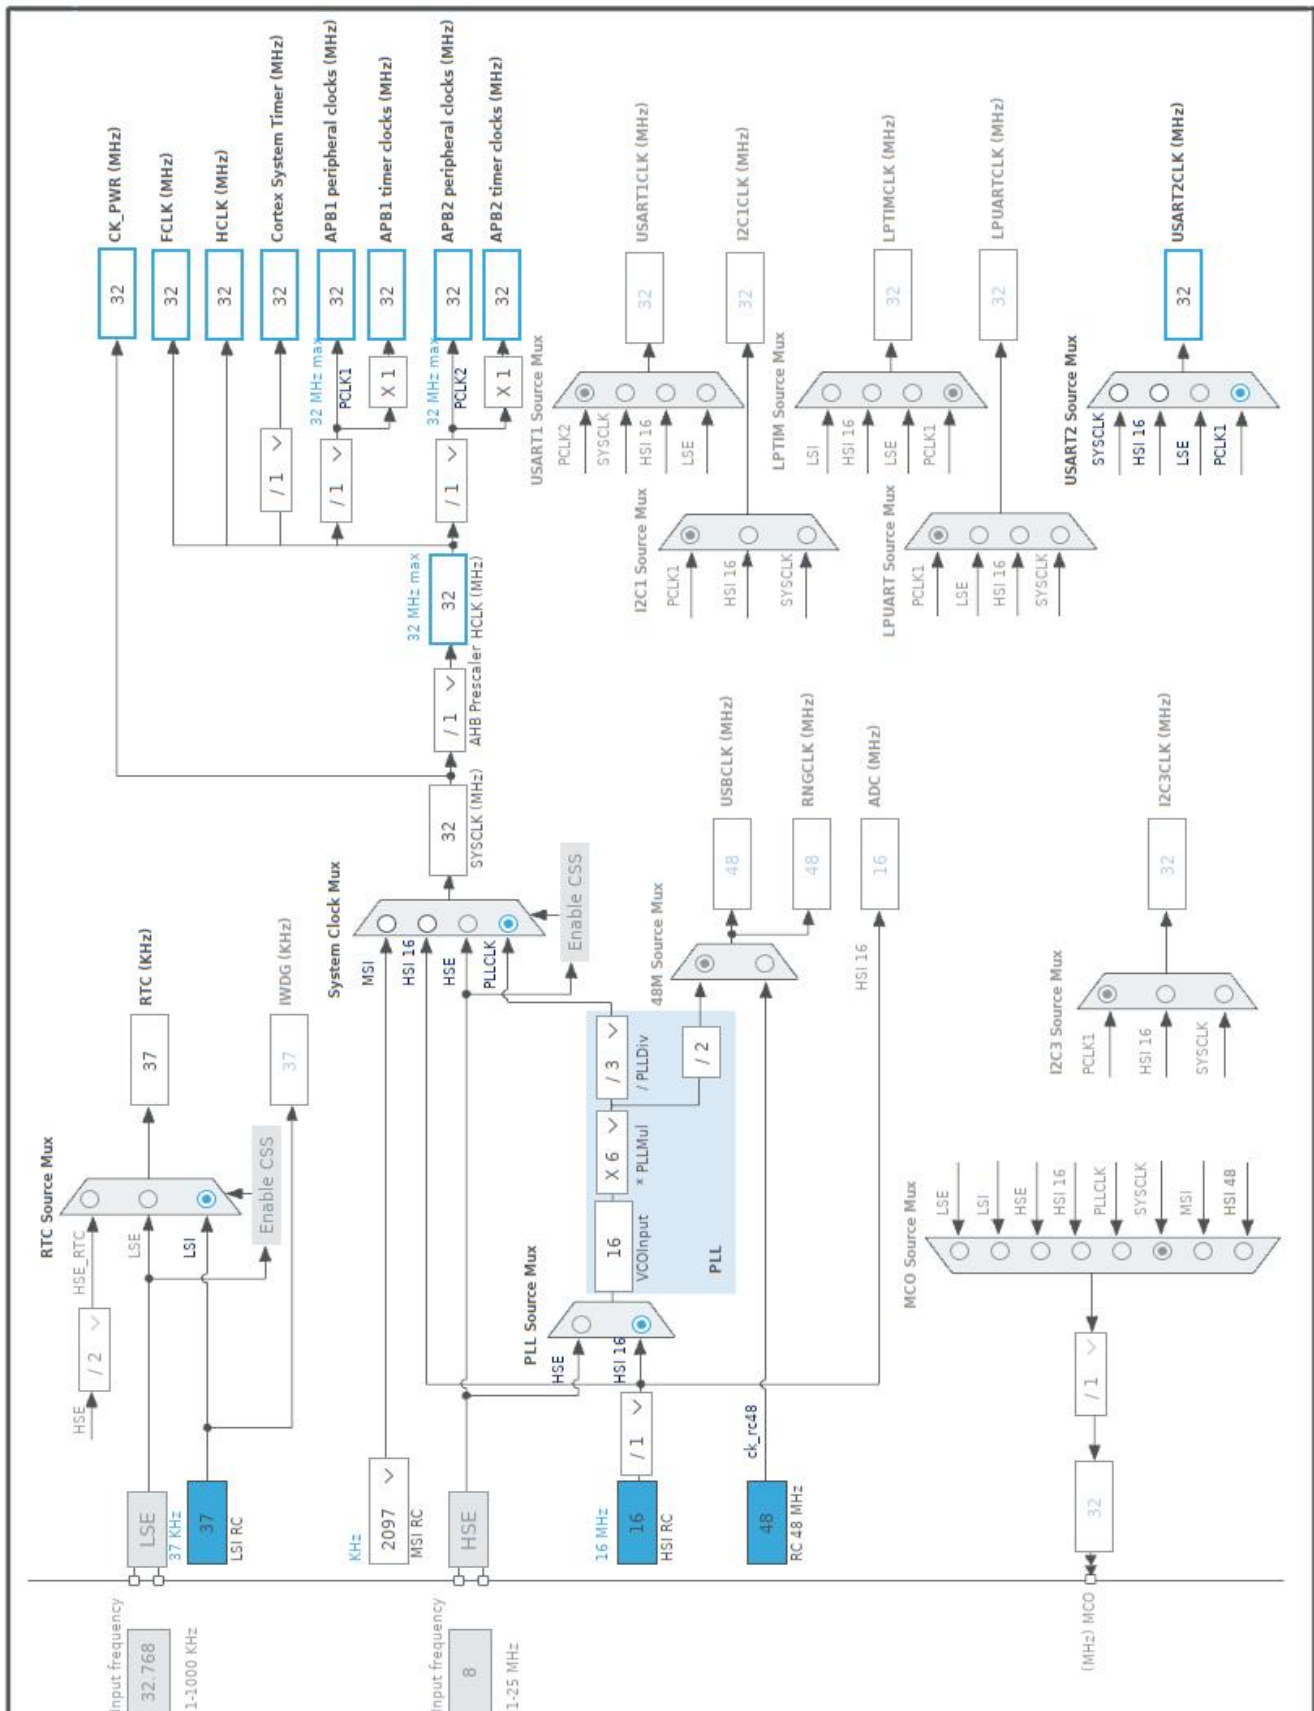 Input frequency
32.768
1-1000 KHz
LSE
37 KHz
37
LSI RC
HSE
/ 2
HSE_RTC
LSE
LSI
RTC Source Mux
Enable CSS
37
RTC (KHz)
37
IWDG (KHz)
Input frequency
8
1-25 MHz
KHz
2097
MSI RC
HSE
16 MHz
16
HSI RC
/ 1
48
RC 48 MHz
ck_rc48
PLL Source Mux
HSE
HSI 16
16
VCOInput
X 6
* PLLMul
/ 3
/ PLLDiv
/ 2
PLL
System Clock Mux
MSI
HSI 16
HSE
PLLCLK
Enable CSS
32
SYSCLK (MHz)
/ 1
AHB Prescaler
32 MHz max
32
HCLK (MHz)
32
CK_PWR (MHz)
32
FCLK (MHz)
32
HCLK (MHz)
/ 1
32
Cortex System Timer (MHz)
/ 1
32 MHz max
PCLK1
32
APB1 peripheral clocks (MHz)
X 1
32
APB1 timer clocks (MHz)
/ 1
32 MHz max
PCLK2
32
APB2 peripheral clocks (MHz)
X 1
32
APB2 timer clocks (MHz)
48M Source Mux
48
USBCLK (MHz)
48
RNGCLK (MHz)
HSI 16
16
ADC (MHz)
USART1 Source Mux
PCLK2
SYSCLK
HSI 16
LSE
32
USART1CLK (MHz)
I2C1 Source Mux
PCLK1
HSI 16
SYSCLK
32
I2C1CLK (MHz)
LPTIM Source Mux
LSI
HSI 16
LSE
PCLK1
32
LPTIMCLK (MHz)
LPUART Source Mux
PCLK1
LSE
HSI 16
SYSCLK
32
LPUARTCLK (MHz)
USART2 Source Mux
SYSCLK
HSI 16
LSE
PCLK1
32
USART2CLK (MHz)
I2C3 Source Mux
PCLK1
HSI 16
SYSCLK
32
I2C3CLK (MHz)
MCO Source Mux
LSE
LSI
HSE
HSI 16
PLLCLK
SYSCLK
MSI
HSI 48
/ 1
32
(MHz) MCO